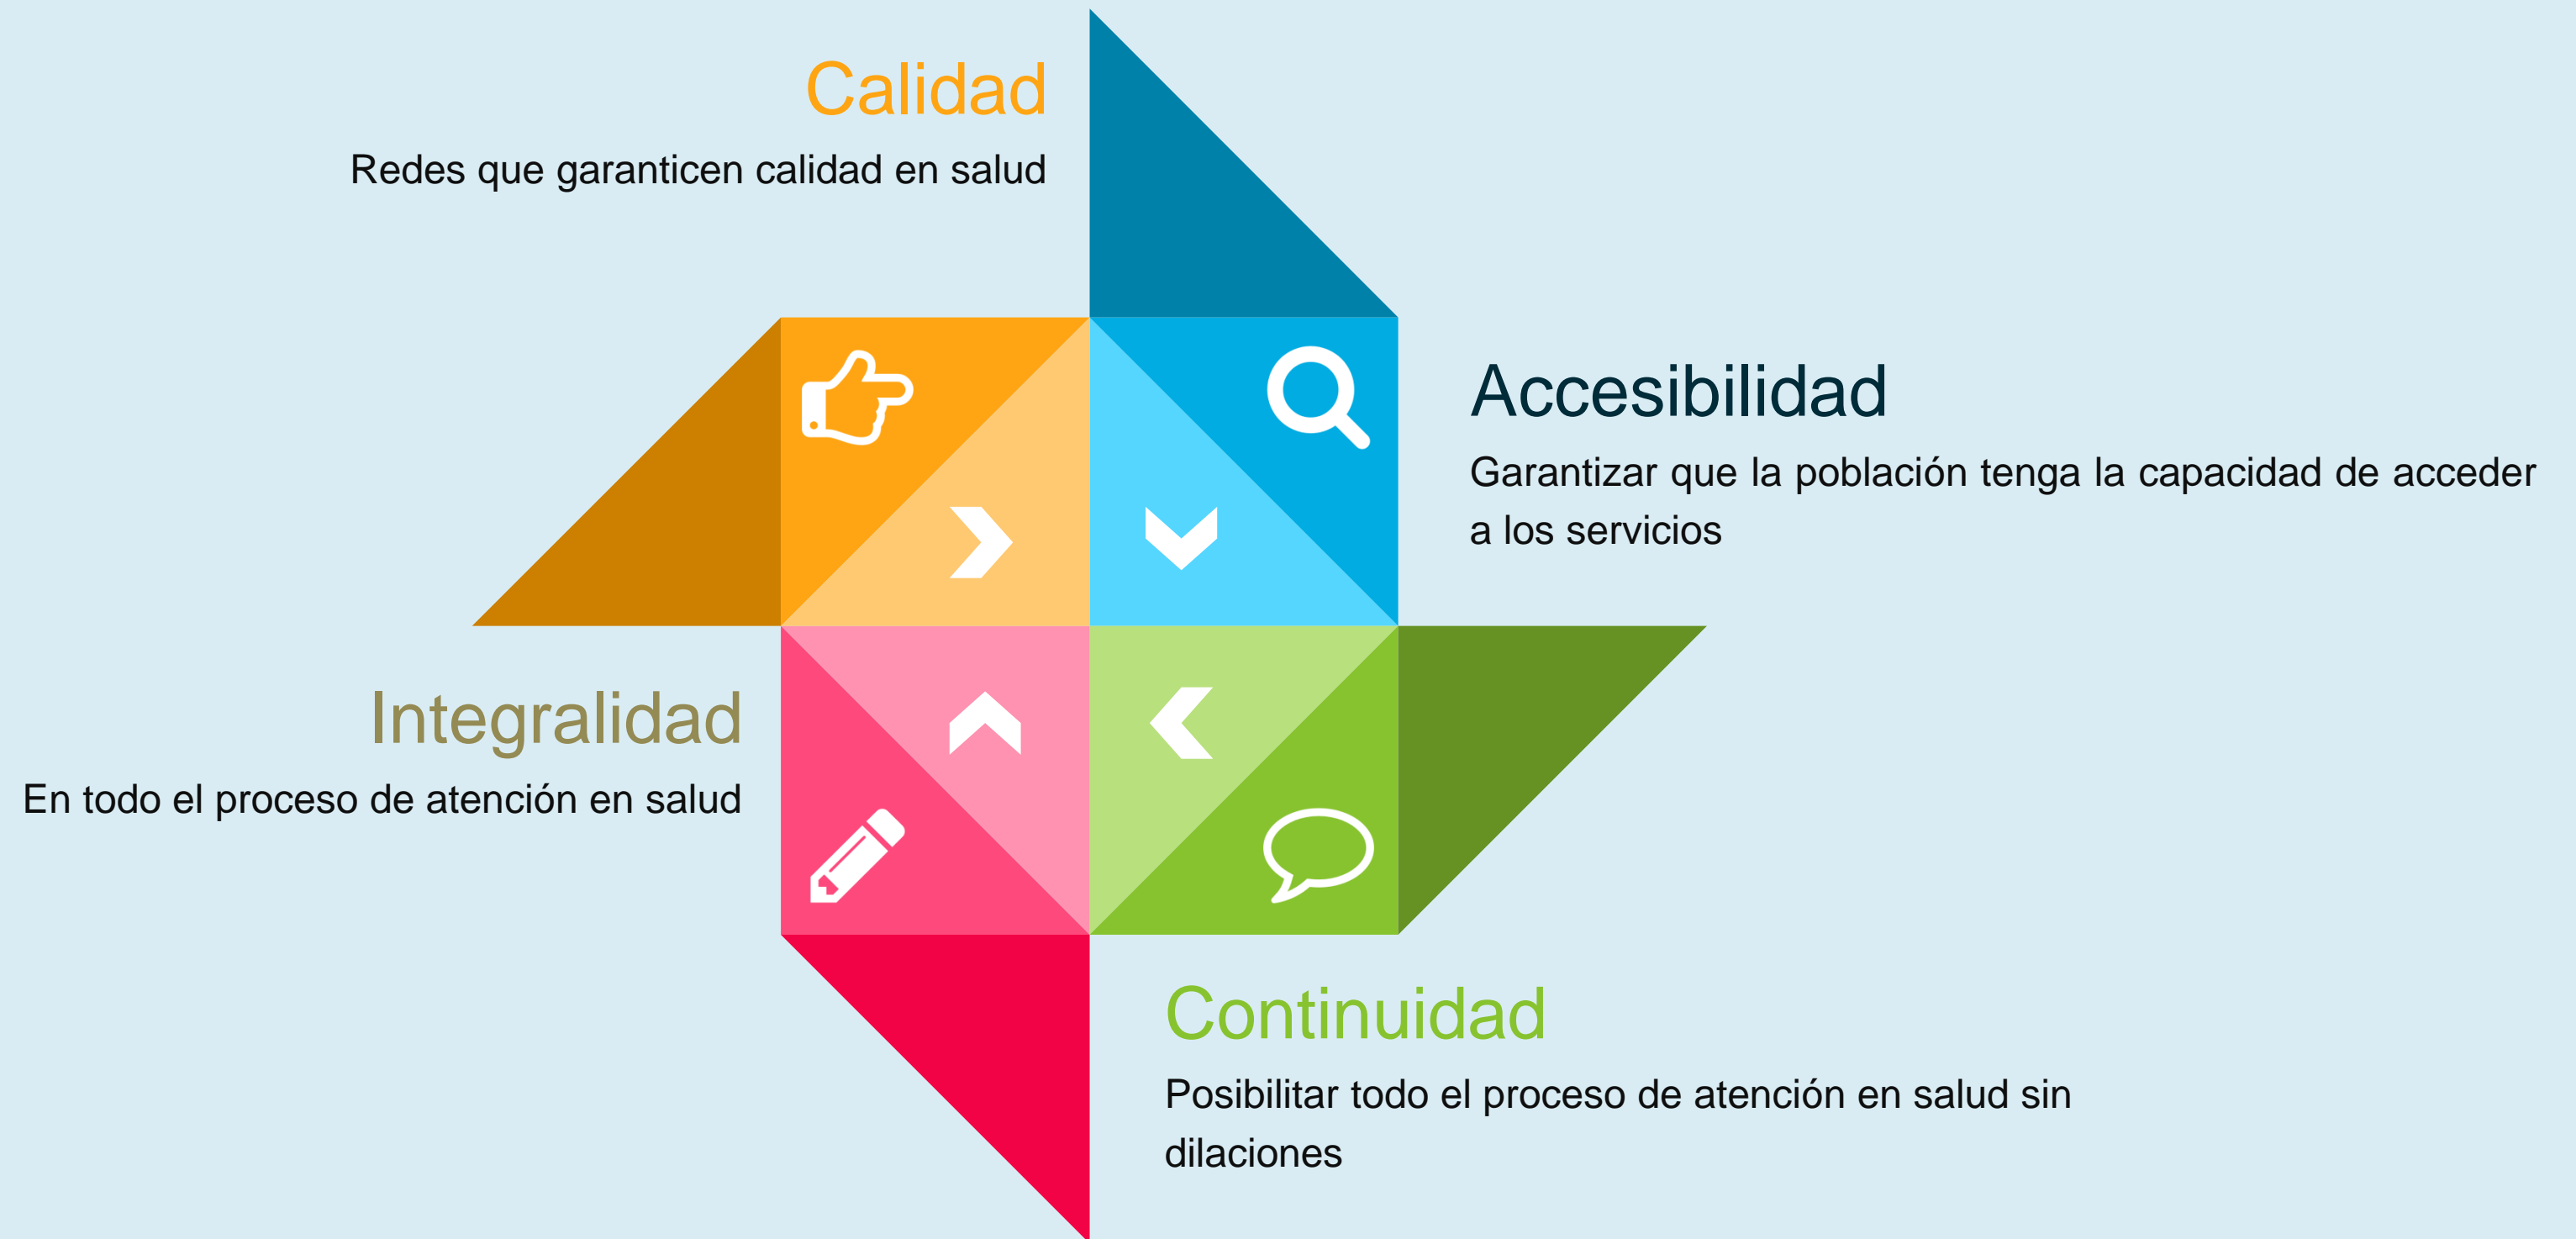 Calidad
Redes que garanticen calidad en salud
Accesibilidad
Garantizar que la población tenga la capacidad de acceder
a los servicios
Integralidad
En todo el proceso de atención en salud
Continuidad
Posibilitar todo el proceso de atención en salud sin
dilaciones